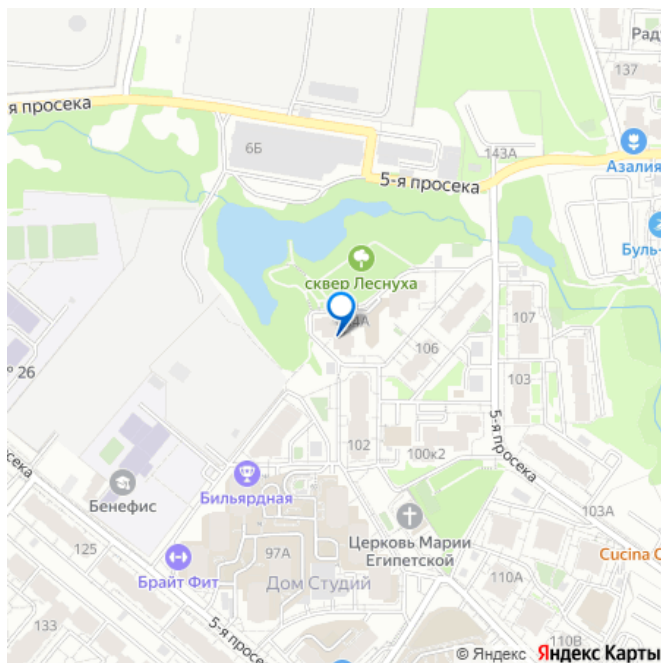 Раду
137
-я просека
6Б
143А
5-я просека
Азалия
Буль-
сквер Леснуха
4А
107
106
№ 26
103
5-я просека
102
100к2
просека
Бильярдная
Бенефис
103А
Церковь Марии
Египетской
125
97А
Cucina O
Брайт Фит
Дом Студий
110А
133
5-я просека
110В
© Яндекс Яндекс Карты